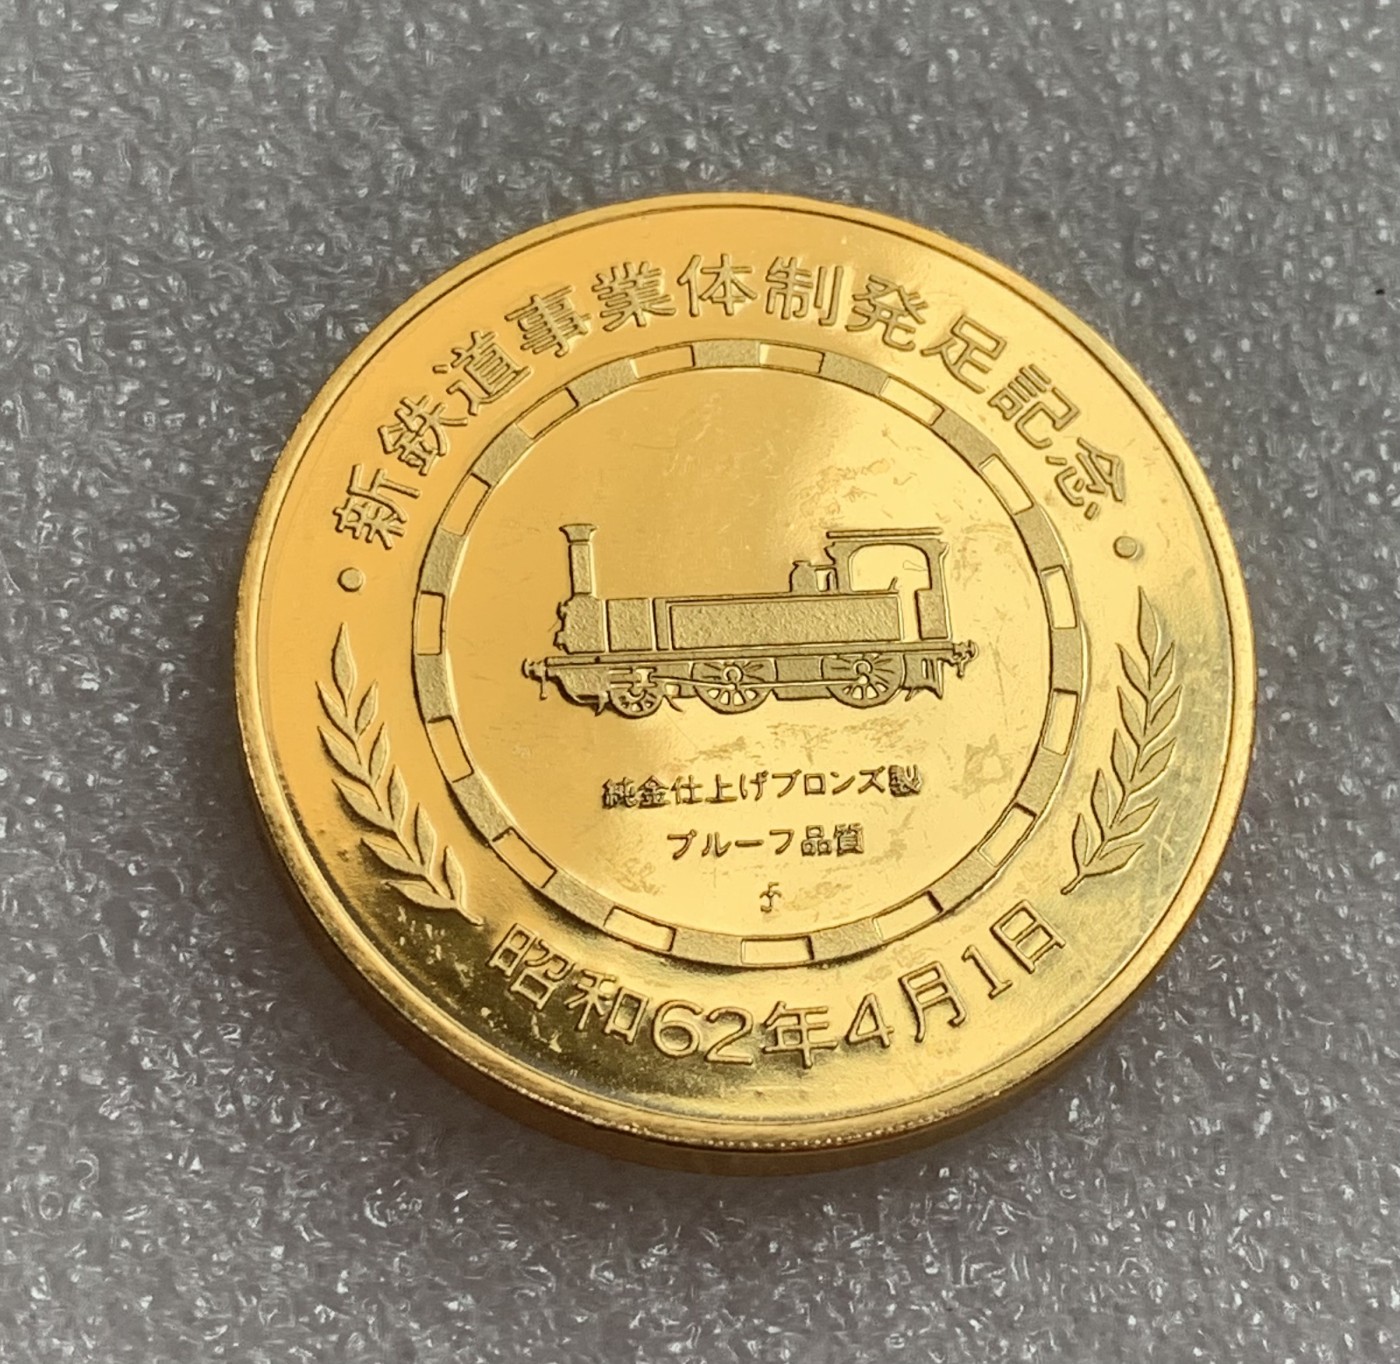 ・新鉄道事業体制発足記念・
純金仕上げブロンズ製
プルーフ品質
昭和62年4月1日